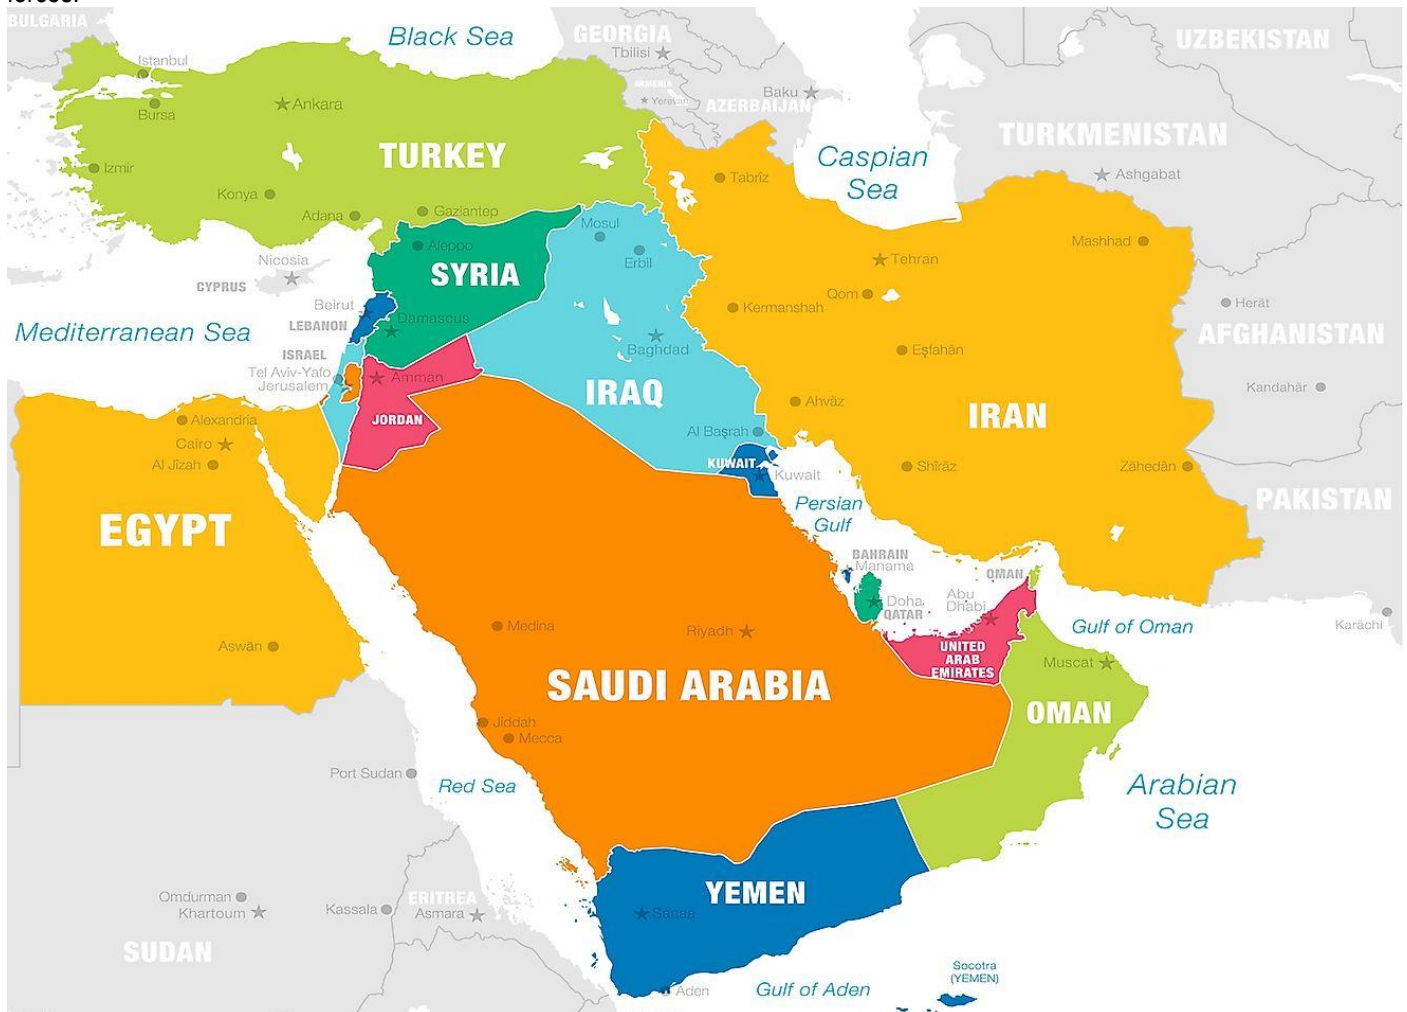 BULGARIA
Black Sea
GEORGIA
Tbilisi
UZBEKISTAN
Istanbul
ARMENIA
Yerevan
Baku
AZERBAIJAN
Bursa
Ankara
TURKMENISTAN
TURKEY
Caspian
Sea
Izmir
Tabrīz
Ashgabat
Konya
Adana
Gaziantep
Mosul
Mashhad
Aleppo
Erbil
Tehran
Nicosia
SYRIA
CYPRUS
Qom
Beirut
Kermanshah
Herāt
LEBANON
Damascus
Mediterranean Sea
AFGHANISTAN
Baghdad
Eşfahān
ISRAEL
Tel Aviv-Yafo
Jerusalem
Amman
IRAQ
Kandahār
Ahvāz
IRAN
Alexandria
JORDAN
Al Başrah
Cairo
Al Jīzah
KUWAIT
Kuwait
Shīrāz
Zāhedān
PAKISTAN
Persian
Gulf
EGYPT
BAHRAIN
Manama
OMAN
Doha
QATAR
Abu
Dhabi
Karāchi
Medina
Riyadh
Gulf of Oman
Aswān
UNITED
ARAB
EMIRATES
Muscat
SAUDI ARABIA
OMAN
Jīddah
Mecca
Port Sudan
Red Sea
Arabian
Sea
YEMEN
Omdurman
Khartoum
Kassala
ERITREA
Asmara
Sanaa
SUDAN
Socotra
(YEMEN)
Aden
Gulf of Aden